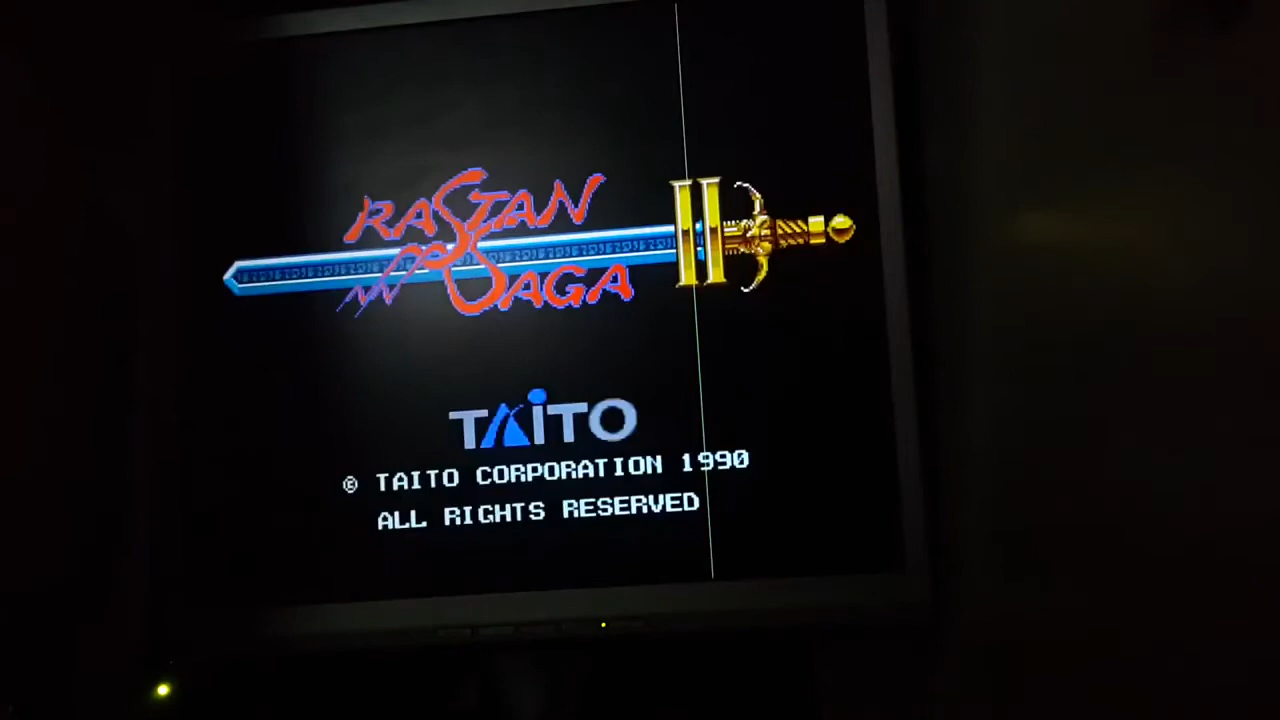 RASTAN
SAGA
II
TAITO
© TAITO CORPORATION 1990
ALL RIGHTS RESERVED